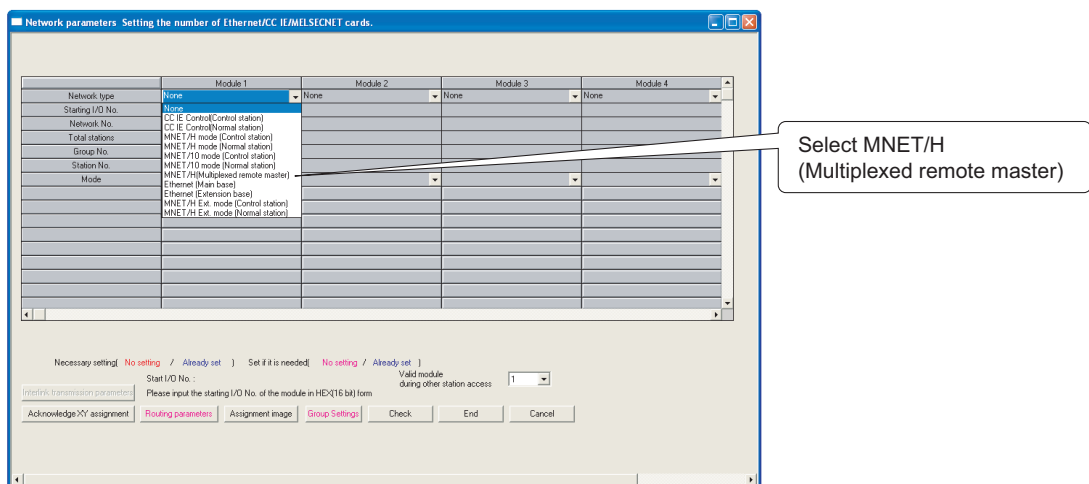 Network parameters Setting the number of Ethernet/CC IE/MELSECNET cards.
Module 1 Module 2 Module 3 Module 4
Network type None None None None
Starting I/O No. None
Network No. CC IE Control(Control station)
CC IE Control(Normal station)
Total stations MNET/H mode (Control station)
MNET/H mode (Normal station)
Group No. MNET/10 mode (Control station)
Station No. MNET/10 mode (Normal station)
Mode MNET/H(Multiplexed remote master)
Ethernet (Main base)
Ethernet (Extension base)
MNET/H Ext. mode (Control station)
MNET/H Ext. mode (Normal station)
Select MNET/H
(Multiplexed remote master)
Necessary setting( No setting / Already set ) Set if it is needed( No setting / Already set )
Start I/O No. :
Valid module
during other station access 1
Interlink transmission parameters Please input the starting I/O No. of the module in HEX(16 bit) form
Acknowledge XY assignment Routing parameters Assignment image Group Settings Check End Cancel